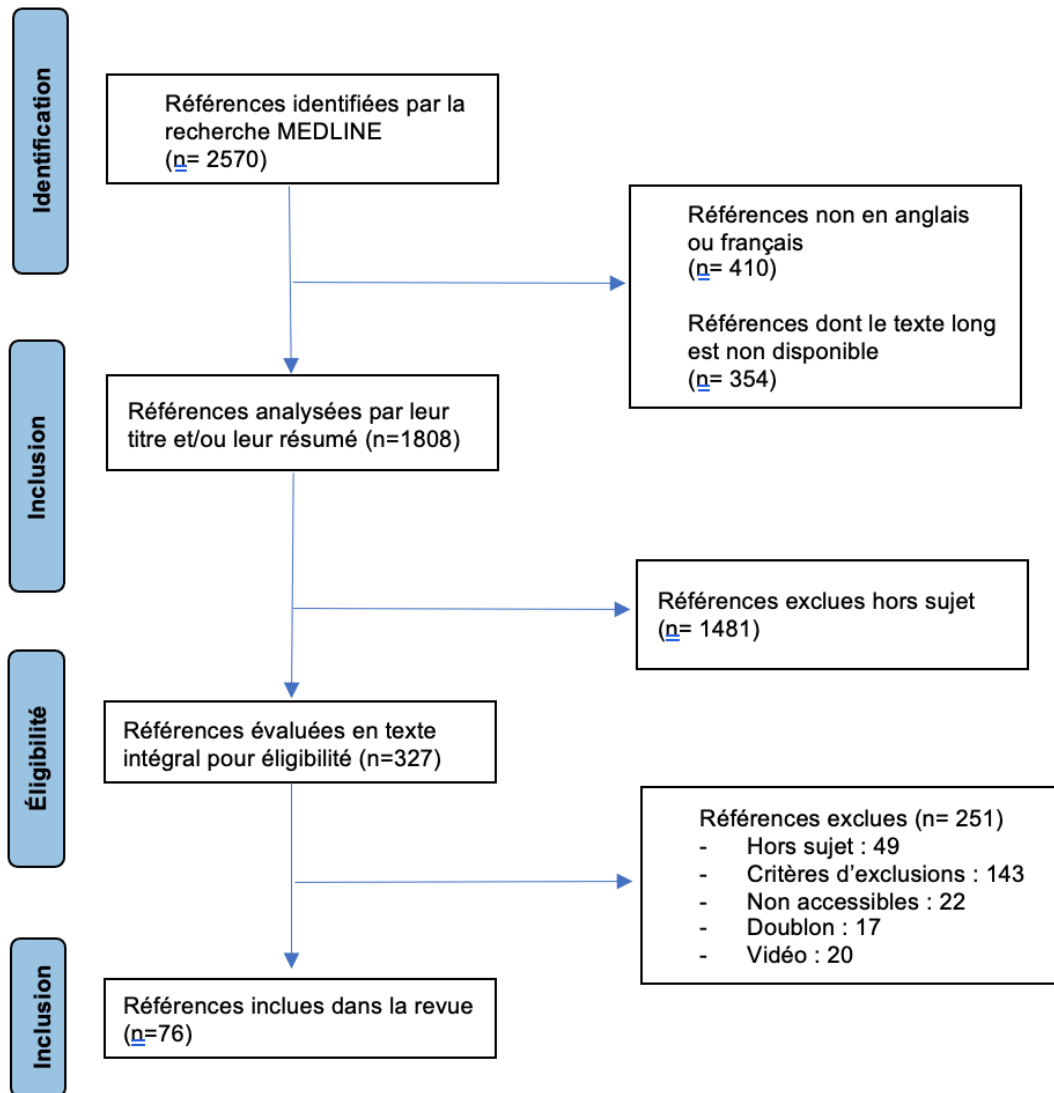 Identification
Références identifiées par la
recherche MEDLINE
(n= 2570)
Références non en anglais
ou français
(n= 410)
Références dont le texte long
est non disponible
(n= 354)
Inclusion
Références analysées par leur
titre et/ou leur résumé (n=1808)
Références exclues hors sujet
(n= 1481)
Éligibilité
Références évaluées en texte
intégral pour éligibilité (n=327)
Références exclues (n= 251)
- Hors sujet : 49
- Critères d'exclusions : 143
- Non accessibles : 22
- Doublon : 17
- Vidéo : 20
Inclusion
Références inclues dans la revue
(n=76)